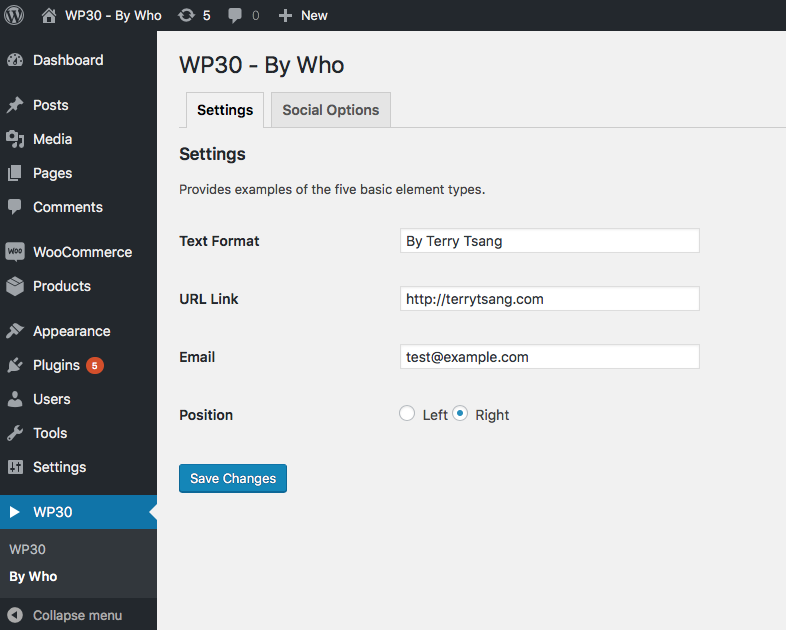 WP30 - By Who 5 0 New
Dashboard
Posts
Media
Pages
Comments
WOO WooCommerce
Products
Appearance
Plugins 5
Users
Tools
Settings
WP30
WP30
By Who
Collapse menu
WP30 - By Who
Settings Social Options
Settings
Provides examples of the five basic element types.
Text Format By Terry Tsang
URL Link http://terrytsang.com
Email test@example.com
Position Left Right
Save Changes